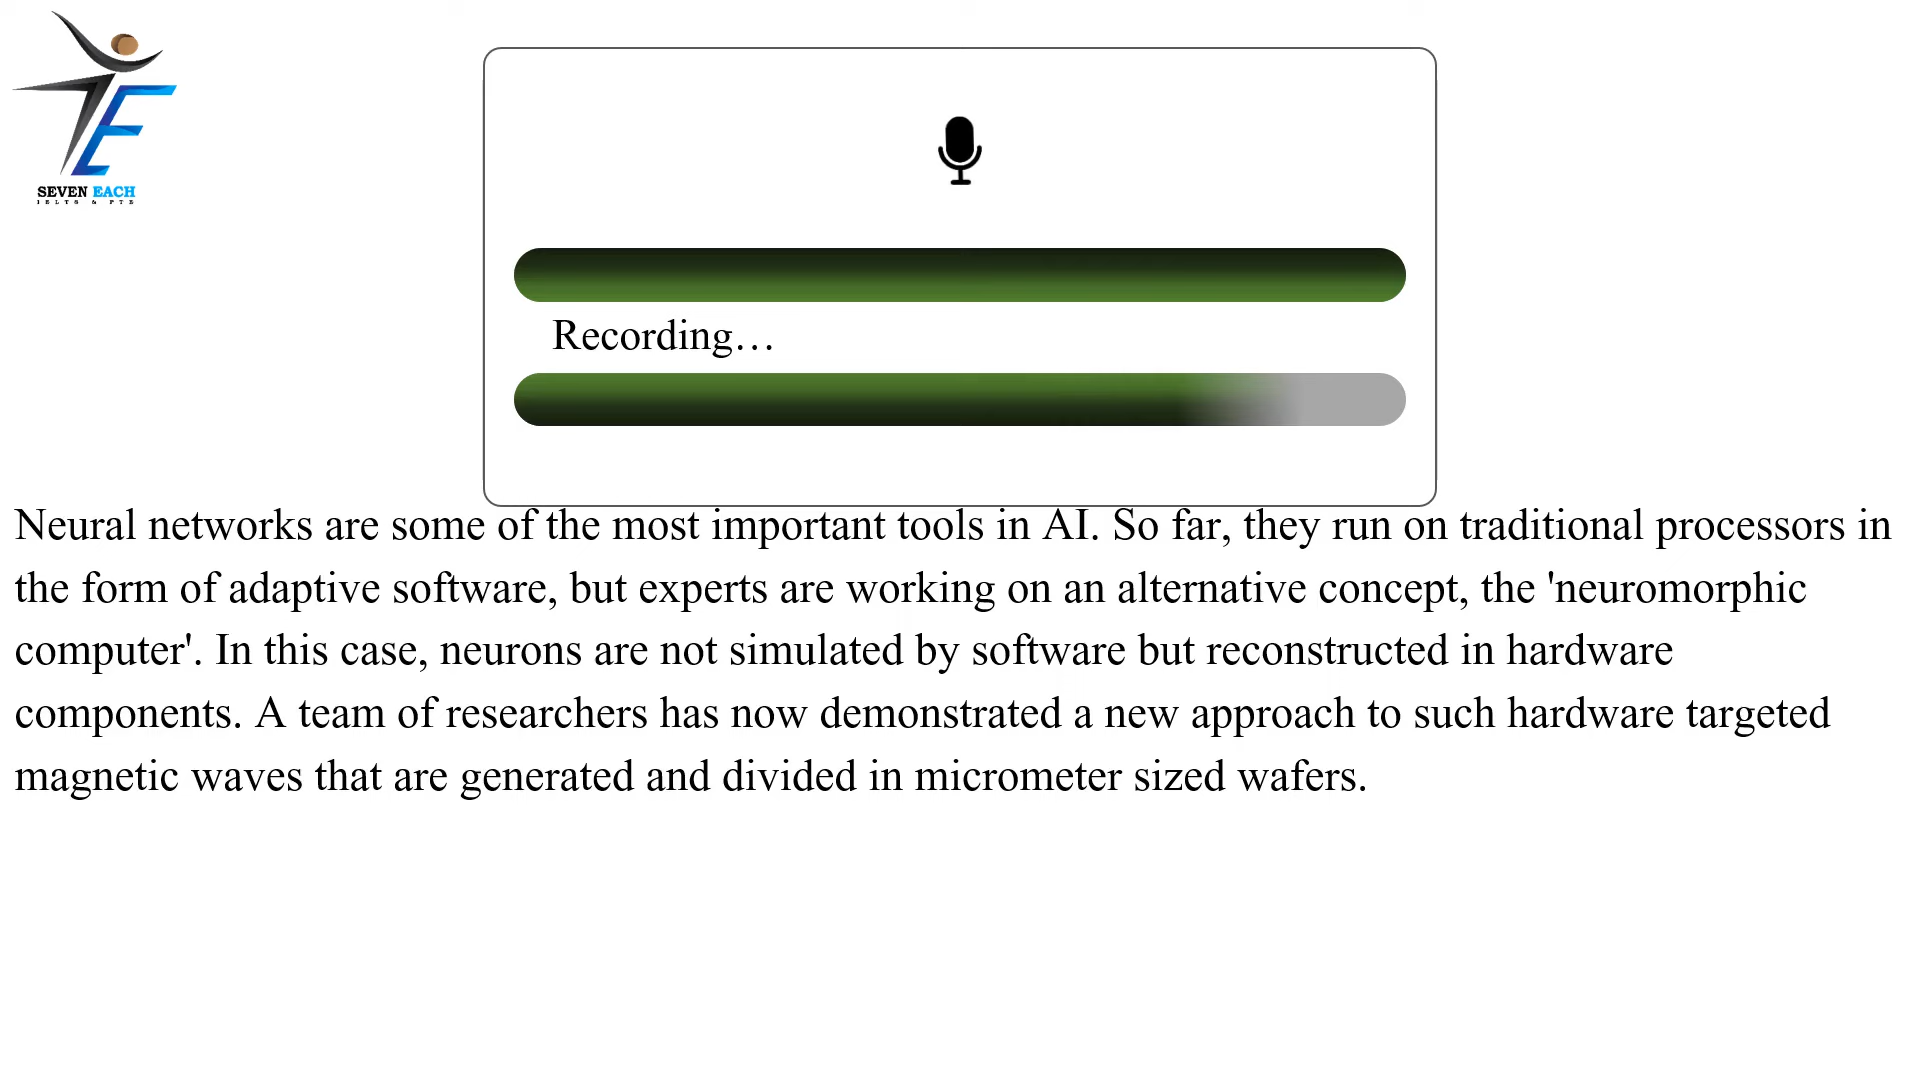 SEVEN EACH
IELTS & PTE
Recording…
Neural networks are some of the most important tools in AI. So far, they run on traditional processors in
the form of adaptive software, but experts are working on an alternative concept, the 'neuromorphic
computer'. In this case, neurons are not simulated by software but reconstructed in hardware
components. A team of researchers has now demonstrated a new approach to such hardware targeted
magnetic waves that are generated and divided in micrometer sized wafers.